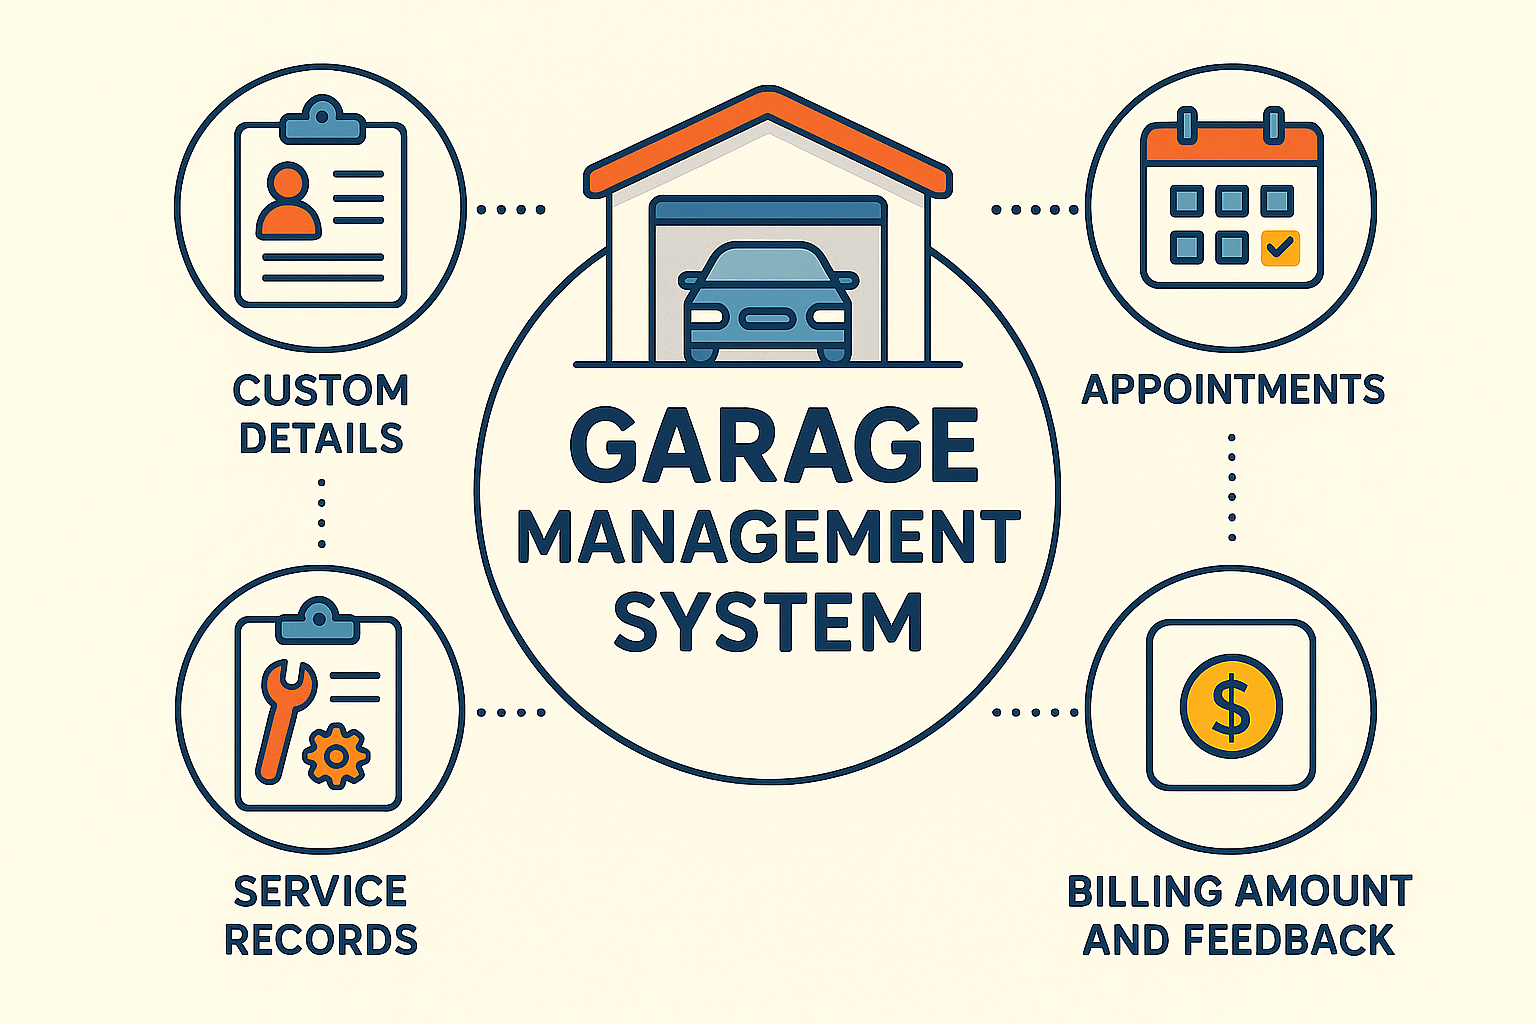 CUSTOM
DETAILS
APPOINTMENTS
GARAGE
MANAGEMENT
SYSTEM
$
SERVICE
RECORDS
BILLING AMOUNT
AND FEEDBACK